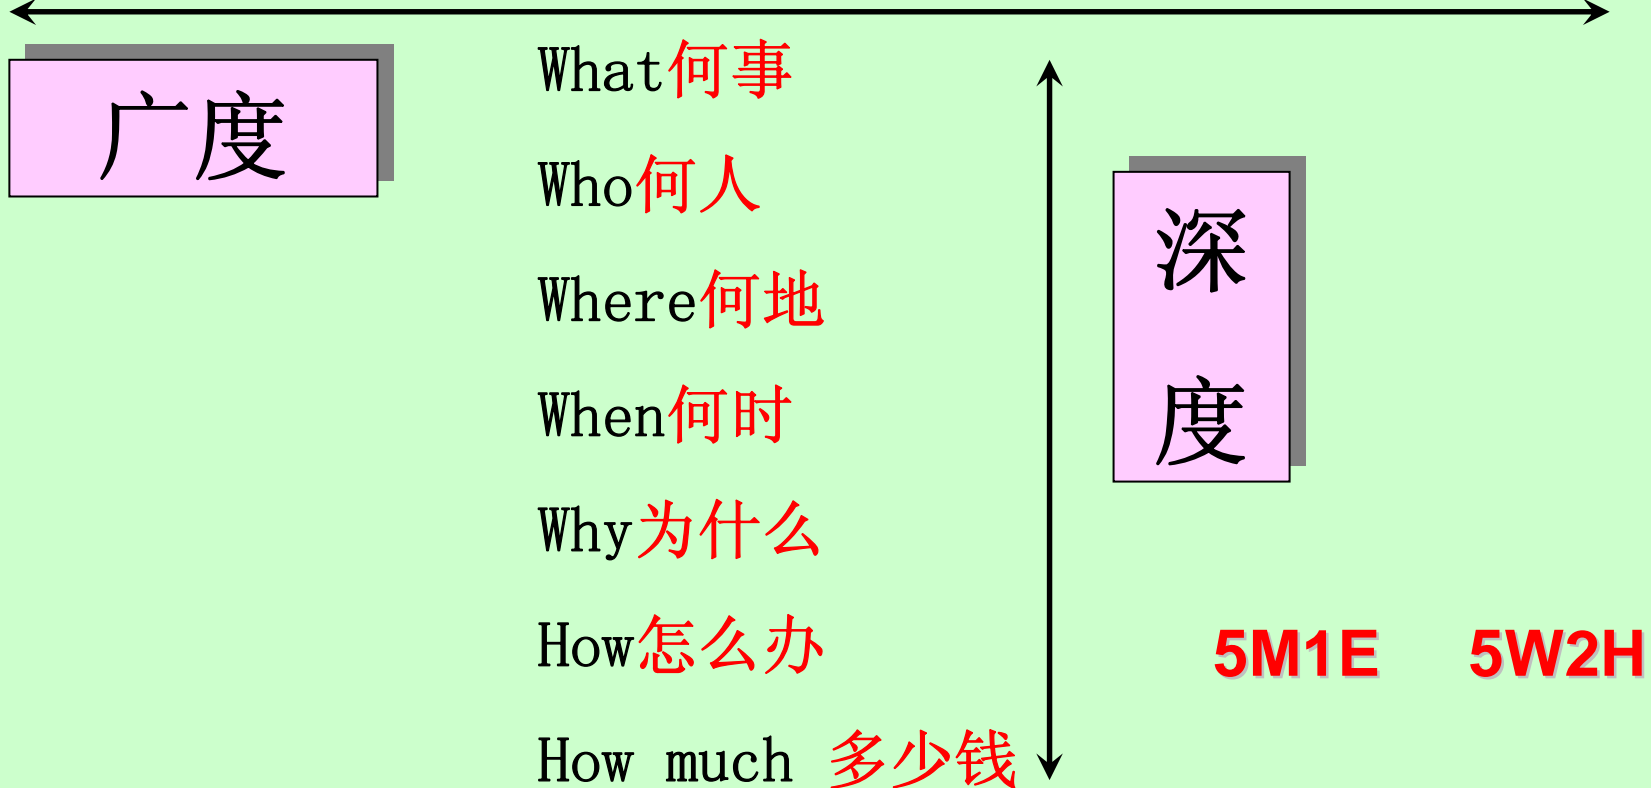 广度
What何事
Who何人
Where何地
When何时
Why为什么
How怎么办
How much 多少钱
深
度
5M1E 5W2H